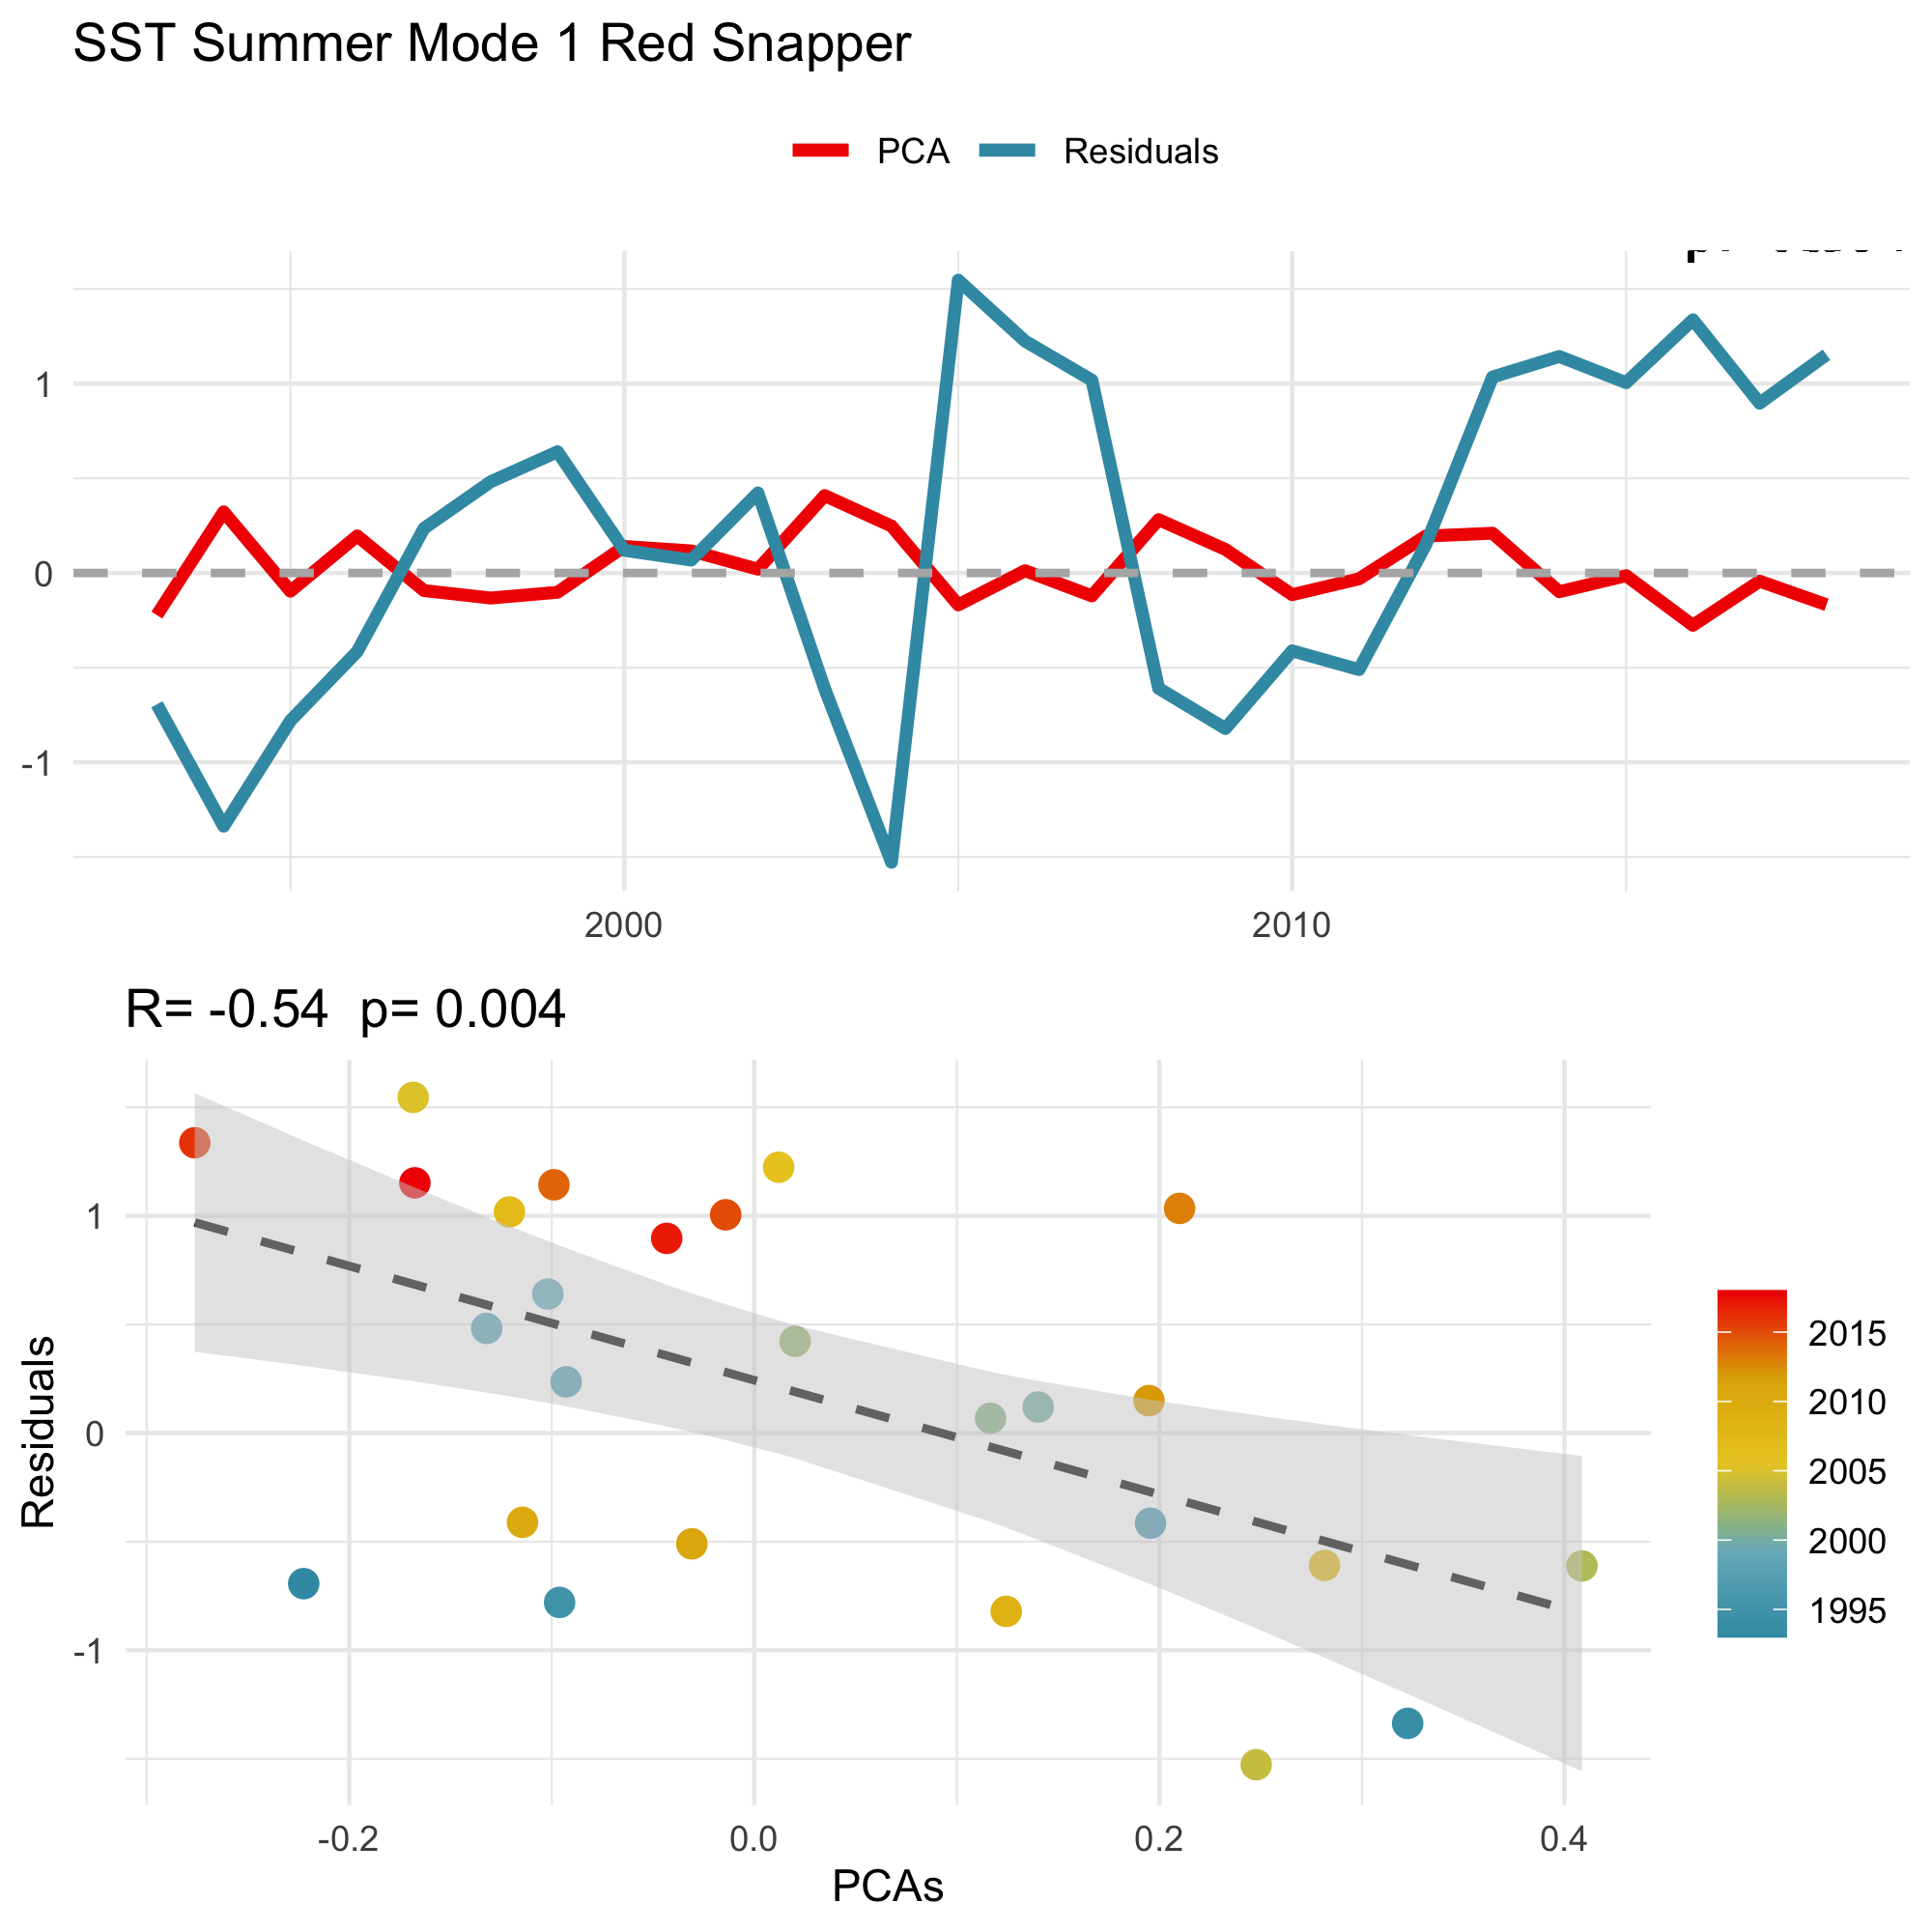 SST Summer Mode 1 Red Snapper
PCA Residuals
1
0
-1
2000 2010
R= -0.54 p= 0.004
Residuals
1
0
-1
-0.2 0.0 0.2 0.4
PCAs
2015
2010
2005
2000
1995